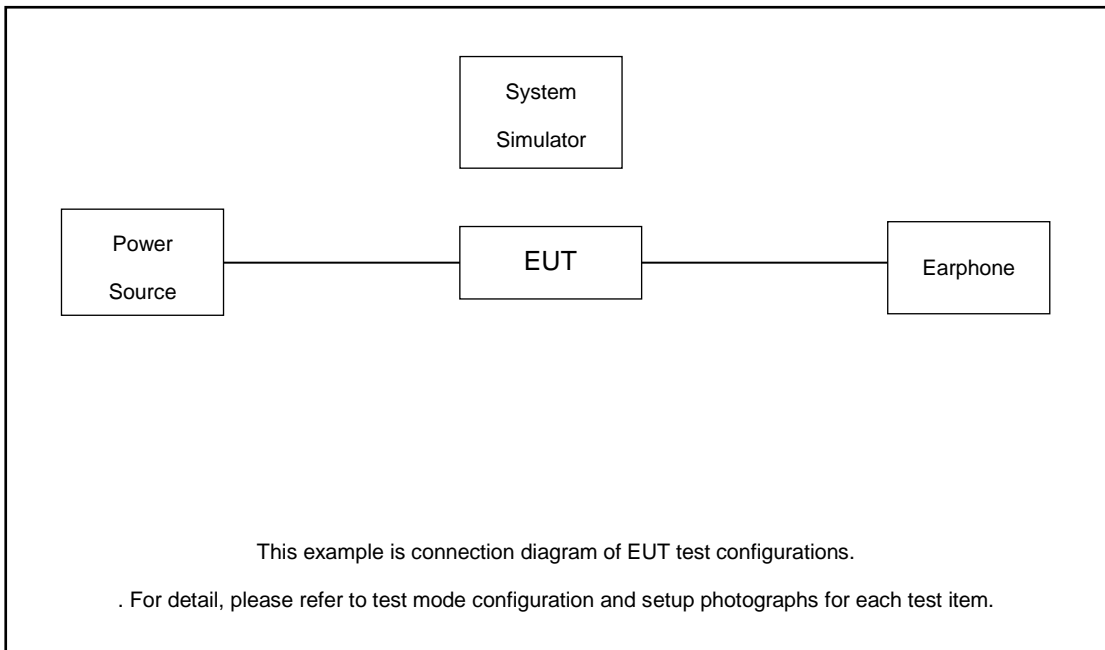 System
Simulator
Power
Source
EUT
Earphone
This example is connection diagram of EUT test configurations.
. For detail, please refer to test mode configuration and setup photographs for each test item.